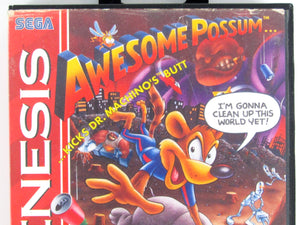 SEGA
AWESOME POSSUM...
...KICKS DR. MACHINO'S BUTT
I'M GONNA
CLEAN UP THIS
WORLD YET!
GENESIS